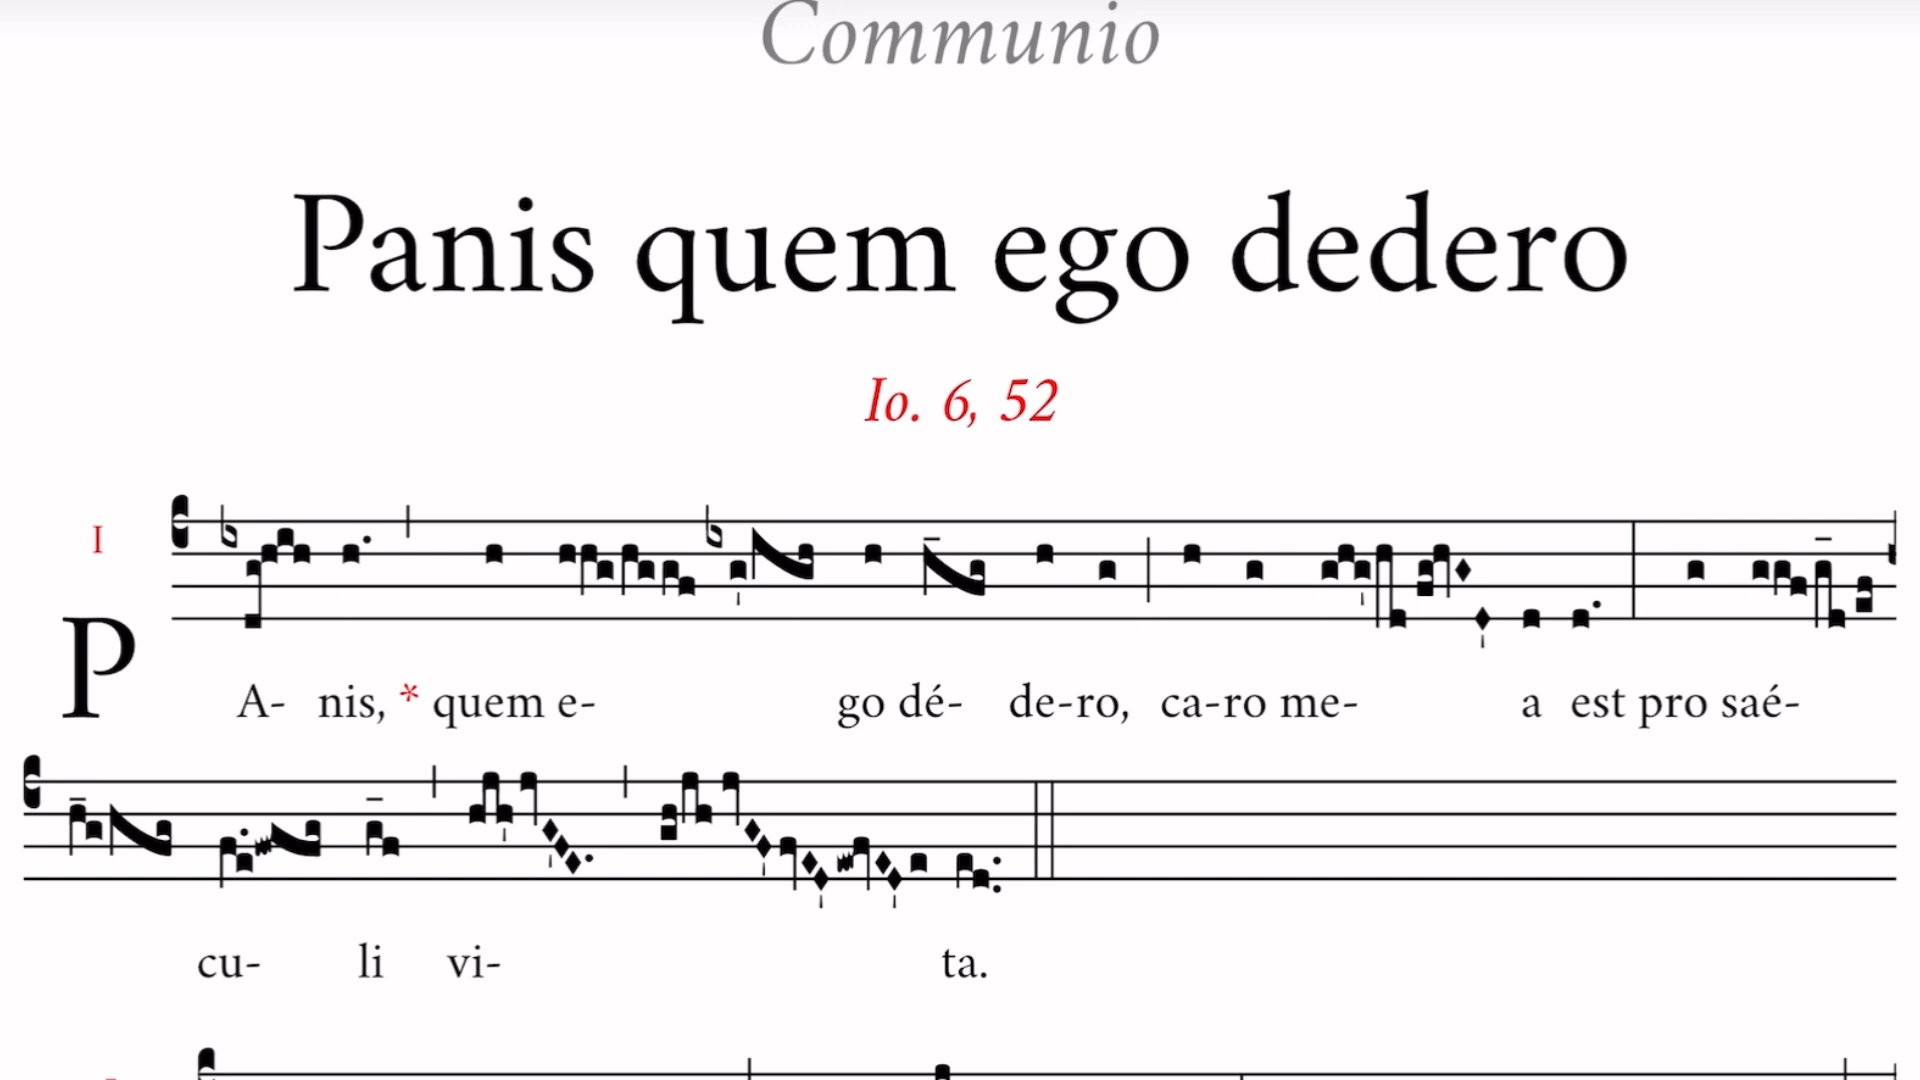 Communio
Panis quem ego dedero
Io. 6, 52
I
PA- nis, * quem e- go dé- de-ro, ca-ro me- a est pro saé-
cu- li vi- ta.